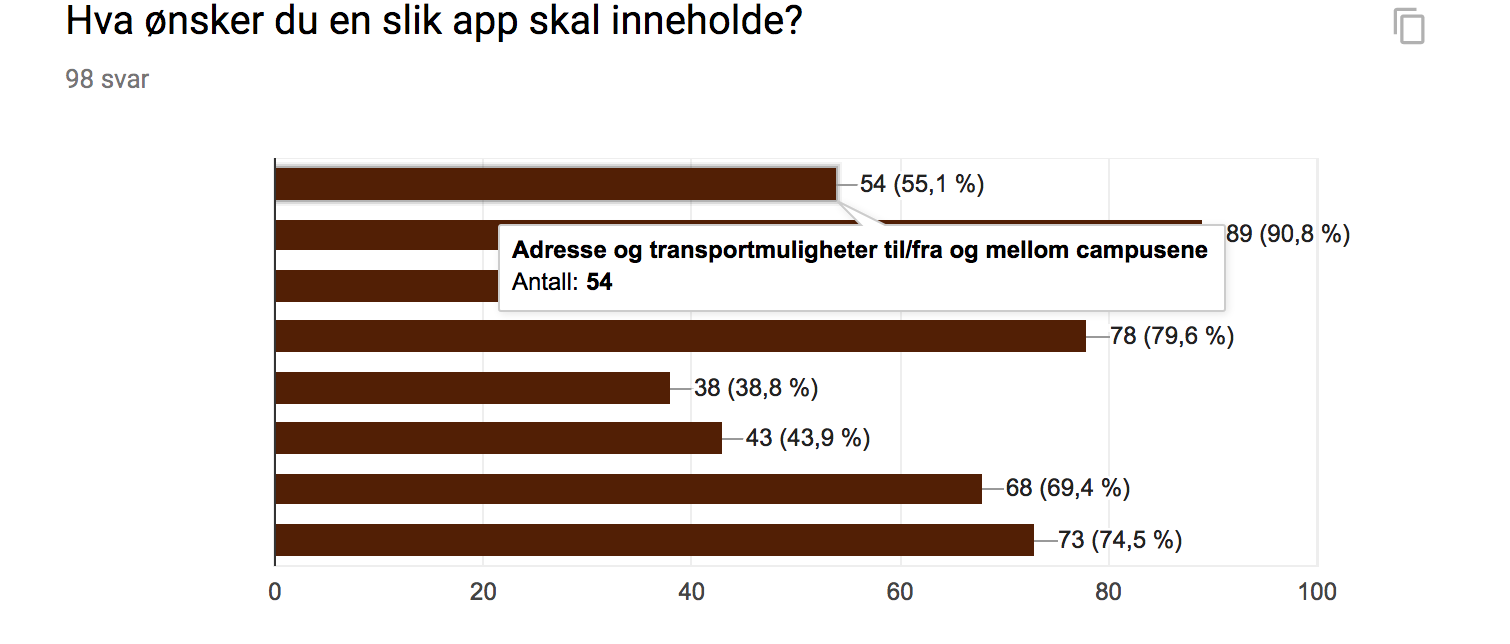 Hva ønsker du en slik app skal inneholde?
98 svar
54 (55,1 %)
89 (90,8 %)
Adresse og transportmuligheter til/fra og mellom campusene
Antall: 54
78 (79,6 %)
38 (38,8 %)
43 (43,9 %)
68 (69,4 %)
73 (74,5 %)
0 20 40 60 80 100